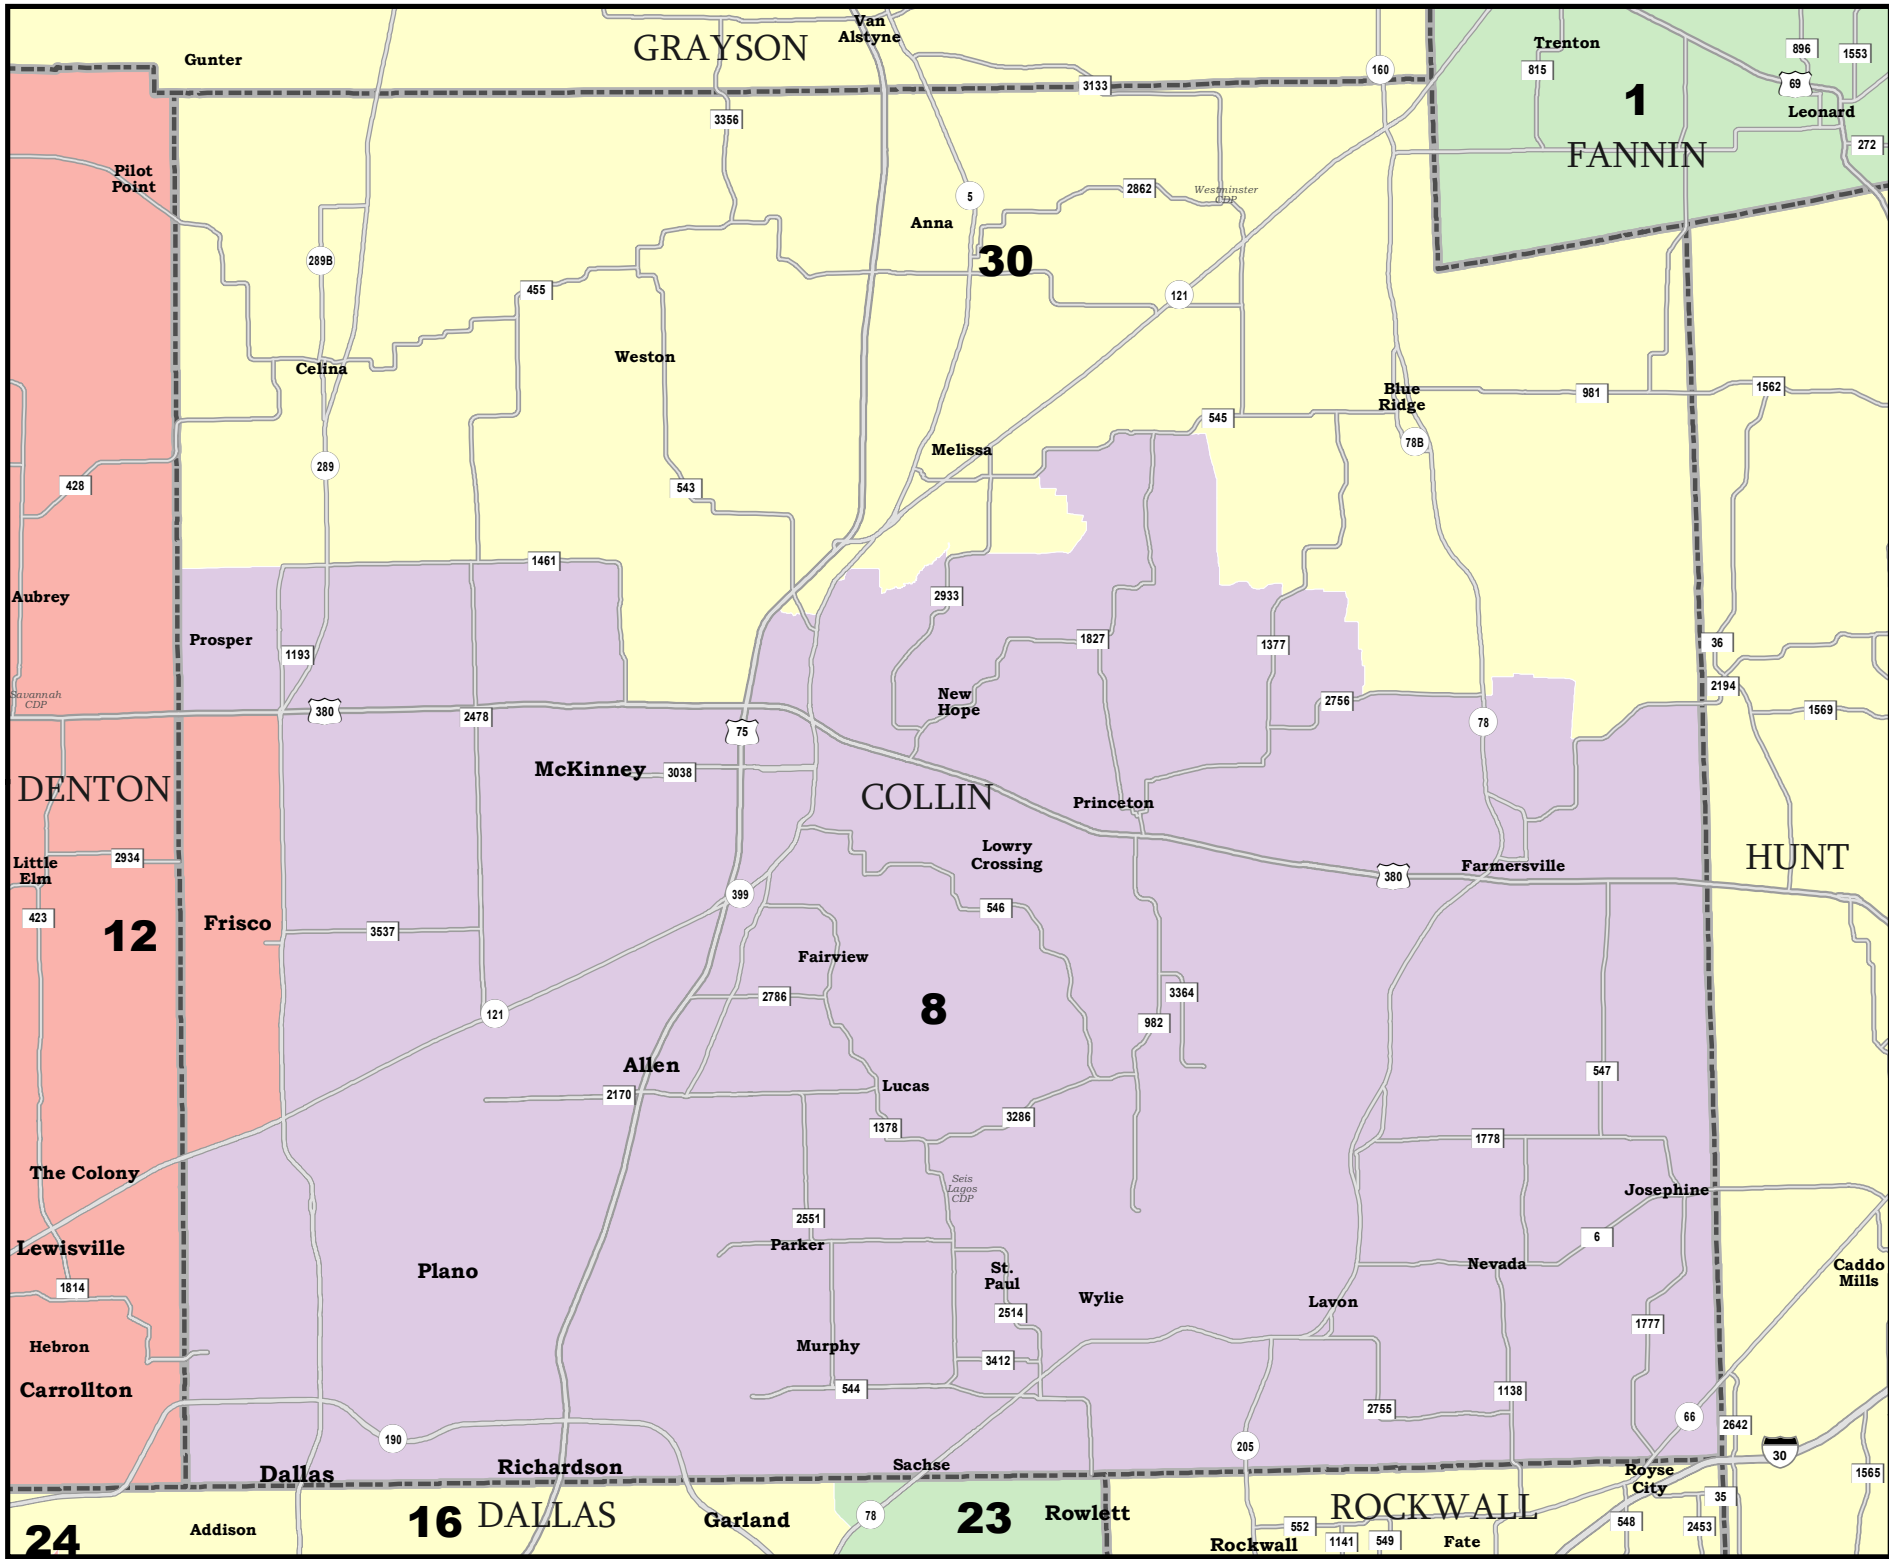 Van
Alstyne
GRAYSON
Gunter
Trenton
896
1553
160
815
3133
69
1
Leonard
3356
272
FANNIN
Pilot
Point
2862
Westminster
CDP
5
Anna
289B
30
455
121
Weston
Celina
Blue
Ridge
981
1562
545
78B
Melissa
289
428
543
1461
Aubrey
2933
Prosper
1827
1377
36
1193
Savannah
CDP
New
Hope
2756
2194
380
2478
75
78
1569
McKinney
3038
DENTON
COLLIN
Princeton
Little
Elm
2934
Lowry
Crossing
HUNT
380
Farmersville
399
423
12
Frisco
3537
546
Fairview
2786
3364
8
121
982
Allen
547
2170
Lucas
1378
3286
1778
The Colony
Seis
Lagos
CDP
Josephine
2551
6
Lewisville
Parker
Plano
St.
Paul
Nevada
Caddo
Mills
1814
Wylie
Lavon
2514
1777
Hebron
Murphy
3412
Carrollton
544
1138
2755
66
2642
190
205
30
Dallas
Richardson
Sachse
Royse
City
1565
35
16
DALLAS
Garland
78
23
Rowlett
ROCKWALL
24
Addison
552
1141
549
548
2453
Rockwall
Fate